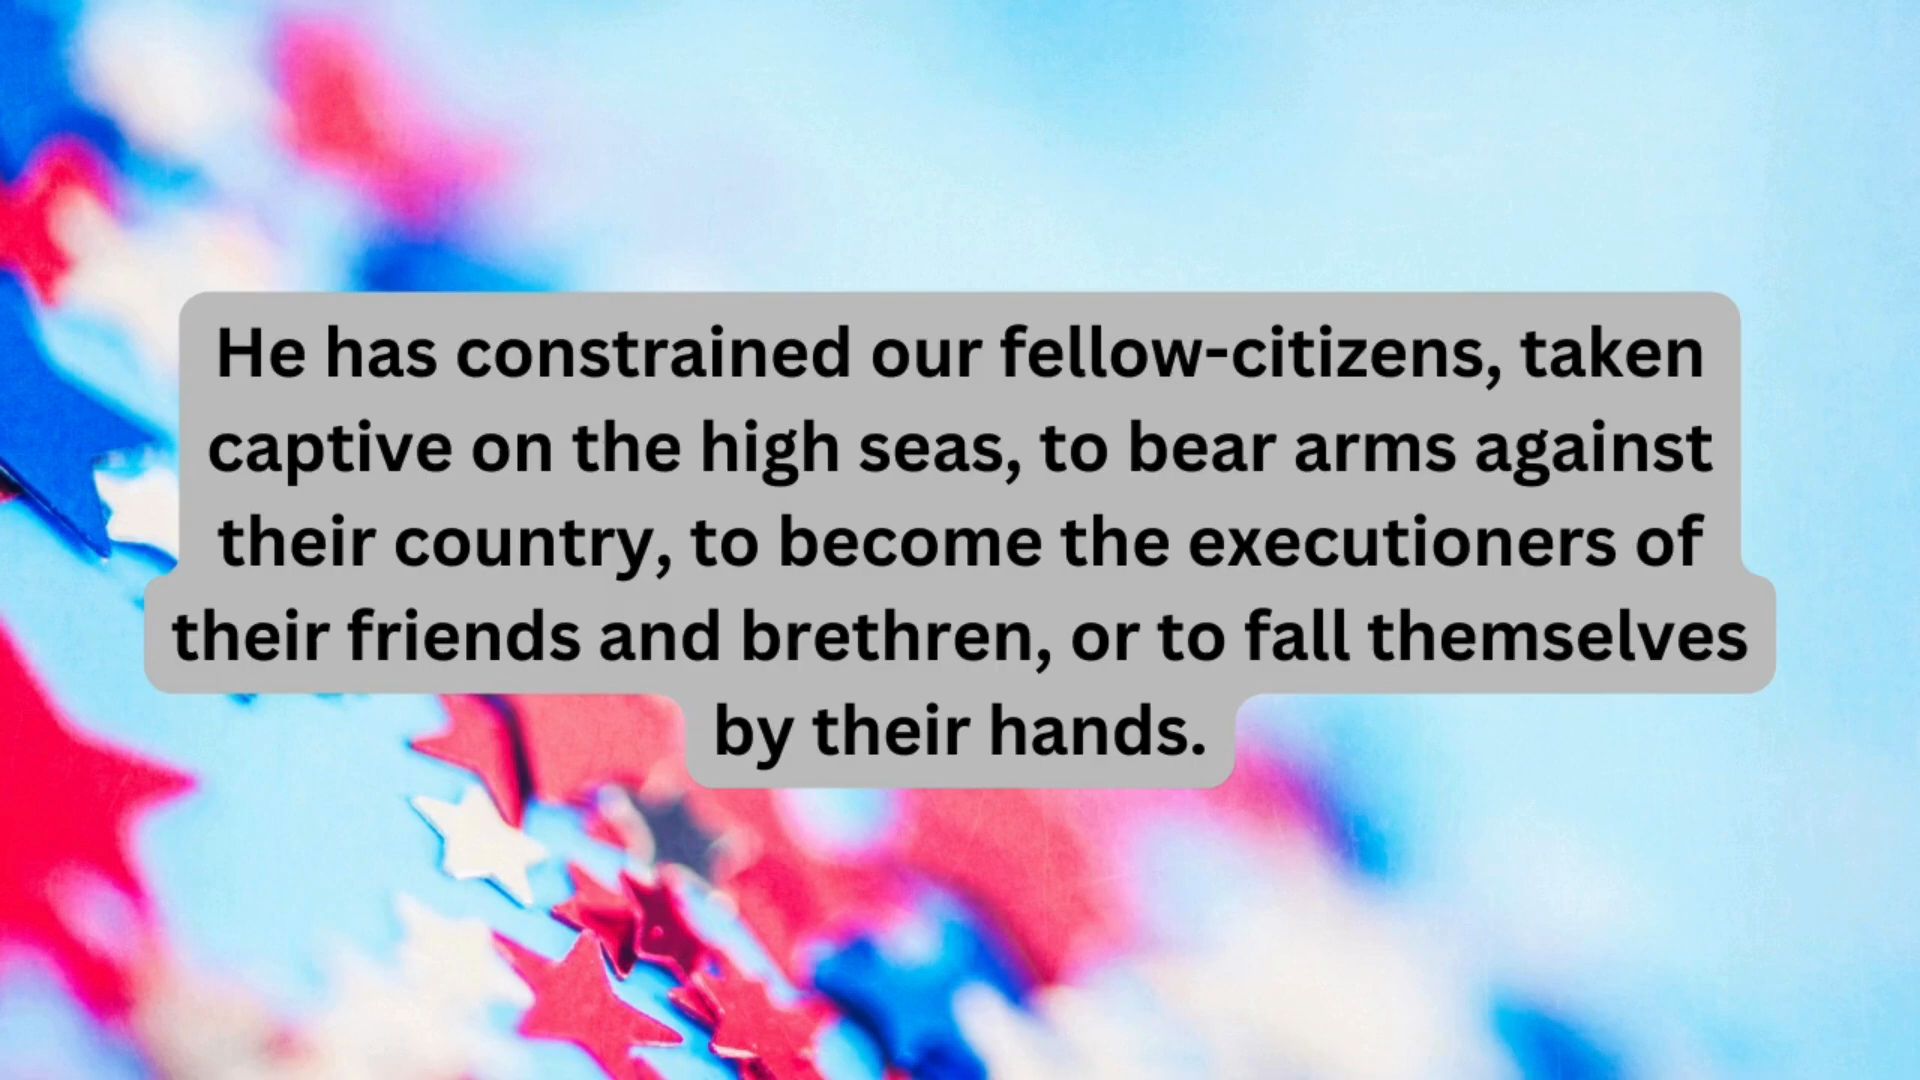 He has constrained our fellow-citizens, taken
captive on the high seas, to bear arms against
their country, to become the executioners of
their friends and brethren, or to fall themselves
by their hands.